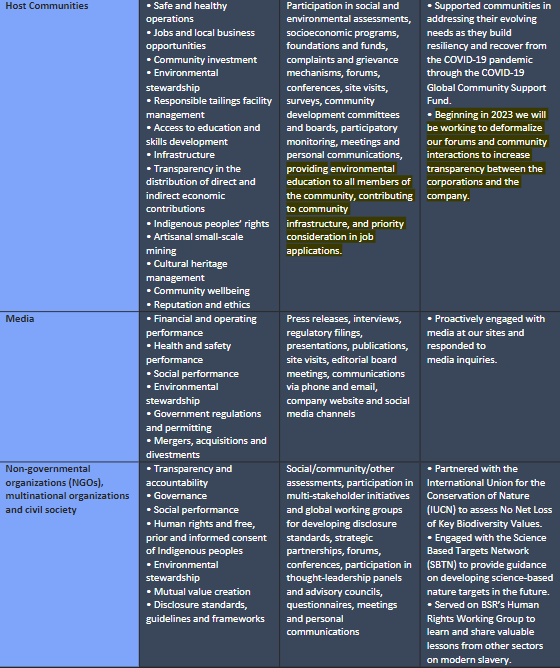 Host Communities
• Safe and healthy
operations
• Jobs and local business
opportunities
• Community investment
• Environmental
stewardship
• Responsible tailings facility
management
• Access to education and
skills development
• Infrastructure
• Transparency in the
distribution of direct and
indirect economic
contributions
• Indigenous peoples' rights
• Artisanal small-scale
mining
• Cultural heritage
management
• Community wellbeing
• Reputation and ethics
Participation in social and
environmental assessments,
socioeconomic programs,
foundations and funds,
complaints and grievance
mechanisms, forums,
conferences, site visits,
surveys, community
development committees
and boards, participatory
monitoring, meetings and
personal communications,
providing environmental
education to all members of
the community, contributing
to community
infrastructure, and priority
consideration in job
applications.
• Supported communities in
addressing their evolving
needs as they build
resiliency and recover from
the COVID-19 pandemic
through the COVID-19
Global Community Support
Fund.
• Beginning in 2023 we will
be working to deformalize
our forums and community
interactions to increase
transparency between the
corporations and the
company.
Media
• Financial and operating
performance
• Health and safety
performance
• Social performance
• Environmental
stewardship
• Government regulations
and permitting
• Mergers, acquisitions and
divestments
Press releases, interviews,
regulatory filings,
presentations, publications,
site visits, editorial board
meetings, communications
via phone and email,
company website and social
media channels
• Proactively engaged with
media at our sites and
responded to
media inquiries.
Non-governmental
organizations (NGOs),
multinational organizations
and civil society
• Transparency and
accountability
• Governance
• Social performance
• Human rights and free,
prior and informed consent
of Indigenous peoples
• Environmental
stewardship
• Mutual value creation
• Disclosure standards,
guidelines and frameworks
Social/community/other
assessments, participation in
multi-stakeholder initiatives
and global working groups
for developing disclosure
standards, strategic
partnerships, forums,
conferences, participation in
thought-leadership panels
and advisory councils,
questionnaires, meetings
and personal
communications
• Partnered with the
International Union for the
Conservation of Nature
(IUCN) to assess No Net Loss
of Key Biodiversity Values.
• Engaged with the Science
Based Targets Network
(SBTN) to provide guidance
on developing science-based
nature targets in the future.
• Served on BSR's Human
Rights Working Group to
learn and share valuable
lessons from other sectors
on modern slavery.